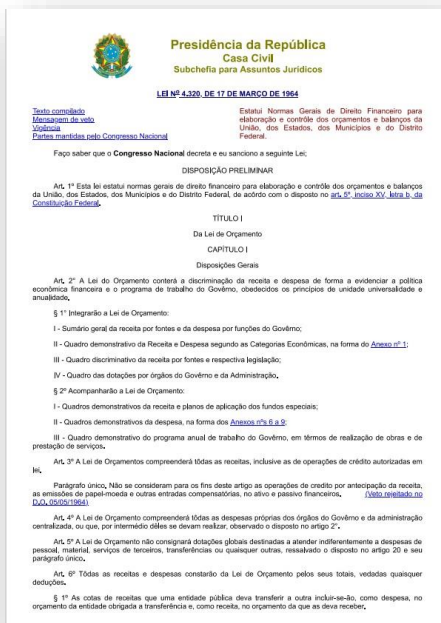 Presidência da República
Casa Civil
Subchefia para Assuntos Jurídicos
LEI Nº 4.320, DE 17 DE MARÇO DE 1964
Texto compilado
Mensagem de veto
Vigência
Partes mantidas pelo Congresso Nacional
Estatui Normas Gerais de Direito Financeiro para
elaboração e contrôle dos orçamentos e balanços da
União, dos Estados, dos Municípios e do Distrito
Federal.
Faço saber que o Congresso Nacional decreta e eu sanciono a seguinte Lei;
DISPOSIÇÃO PRELIMINAR
Art. 1º Esta lei estatui normas gerais de direito financeiro para elaboração e contrôle dos orçamentos e balanços
da União, dos Estados, dos Municípios e do Distrito Federal, de acôrdo com o disposto no art. 5º, inciso XV, letra b, da
Constituição Federal.
TÍTULO I
Da Lei de Orçamento
CAPÍTULO I
Disposições Gerais
Art. 2° A Lei do Orçamento conterá a discriminação da receita e despesa de forma a evidenciar a política
econômica financeira e o programa de trabalho do Govêrno, obedecidos os princípios de unidade universalidade e
anualidade.
§ 1° Integrarão a Lei de Orçamento:
I - Sumário geral da receita por fontes e da despesa por funções do Govêrno;
II - Quadro demonstrativo da Receita e Despesa segundo as Categorias Econômicas, na forma do Anexo nº 1;
III - Quadro discriminativo da receita por fontes e respectiva legislação;
IV - Quadro das dotações por órgãos do Govêrno e da Administração.
§ 2º Acompanharão a Lei de Orçamento:
I - Quadros demonstrativos da receita e planos de aplicação dos fundos especiais;
II - Quadros demonstrativos da despesa, na forma dos Anexos nºs 6 a 9;
III - Quadro demonstrativo do programa anual de trabalho do Govêrno, em têrmos de realização de obras e de
prestação de serviços.
Art. 3º A Lei de Orçamentos compreenderá tôdas as receitas, inclusive as de operações de crédito autorizadas em
lei.
Parágrafo único. Não se consideram para os fins deste artigo as operações de credito por antecipação da receita,
as emissões de papel-moeda e outras entradas compensatórias, no ativo e passivo financeiros. (Veto rejeitado no
D.O. 05/05/1964)
Art. 4º A Lei de Orçamento compreenderá tôdas as despesas próprias dos órgãos do Govêrno e da administração
centralizada, ou que, por intermédio dêles se devam realizar, observado o disposto no artigo 2°.
Art. 5º A Lei de Orçamento não consignará dotações globais destinadas a atender indiferentemente a despesas de
pessoal, material, serviços de terceiros, transferências ou quaisquer outras, ressalvado o disposto no artigo 20 e seu
parágrafo único.
Art. 6º Tôdas as receitas e despesas constarão da Lei de Orçamento pelos seus totais, vedadas quaisquer
deduções.
§ 1º As cotas de receitas que uma entidade pública deva transferir a outra incluir-se-ão, como despesa, no
orçamento da entidade obrigada a transferência e, como receita, no orçamento da que as deva receber.